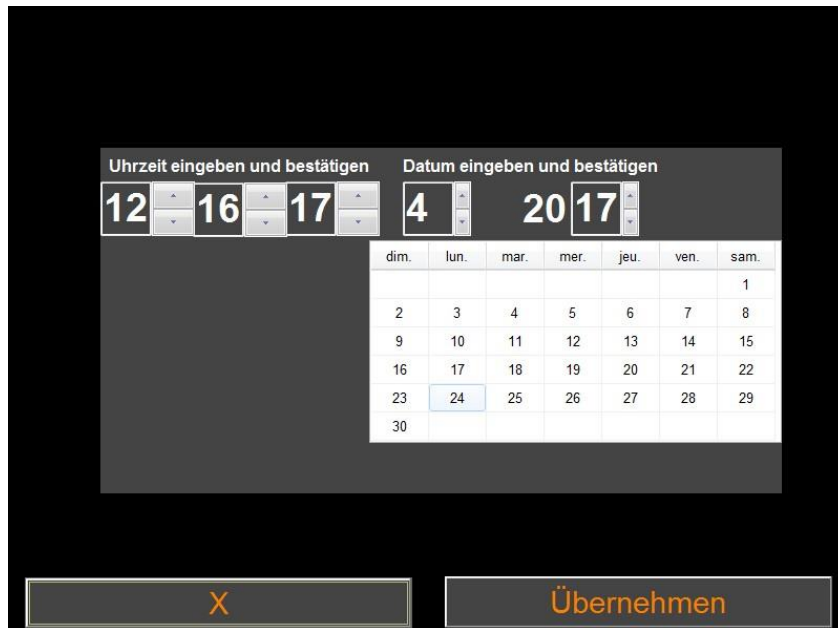 Uhrzeit eingeben und bestätigen Datum eingeben und bestätigen
12 16 17 4 20 17
dim. lun. mar. mer. jeu. ven. sam.
1
2 3 4 5 6 7 8
9 10 11 12 13 14 15
16 17 18 19 20 21 22
23 24 25 26 27 28 29
30
X Übernehmen